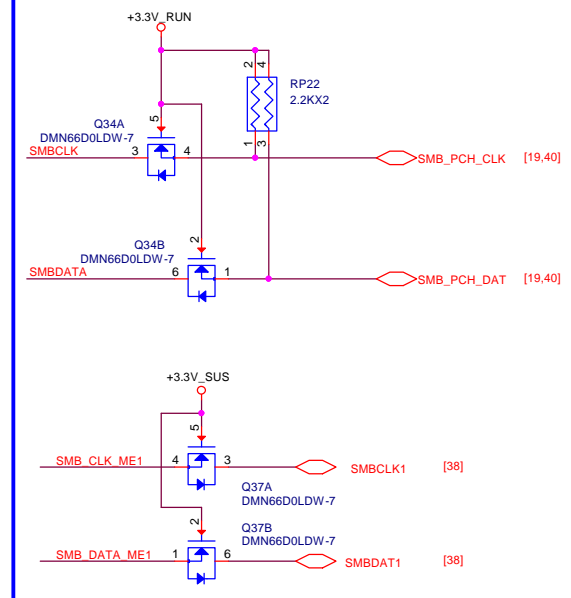 +3.3V_RUN
2
4
RP22
2.2KX2
Q34A
DMN66D0LDW-7
5
1
3
SMBCLK
3
4
SMB_PCH_CLK [19,40]
Q34B
DMN66D0LDW-7
2
SMBDATA
6
1
SMB_PCH_DAT [19,40]
+3.3V_SUS
5
SMB_CLK_ME1
4
3
SMBCLK1 [38]
Q37A
DMN66D0LDW-7
2
Q37B
DMN66D0LDW-7
SMB_DATA_ME1
1
6
SMBDAT1 [38]